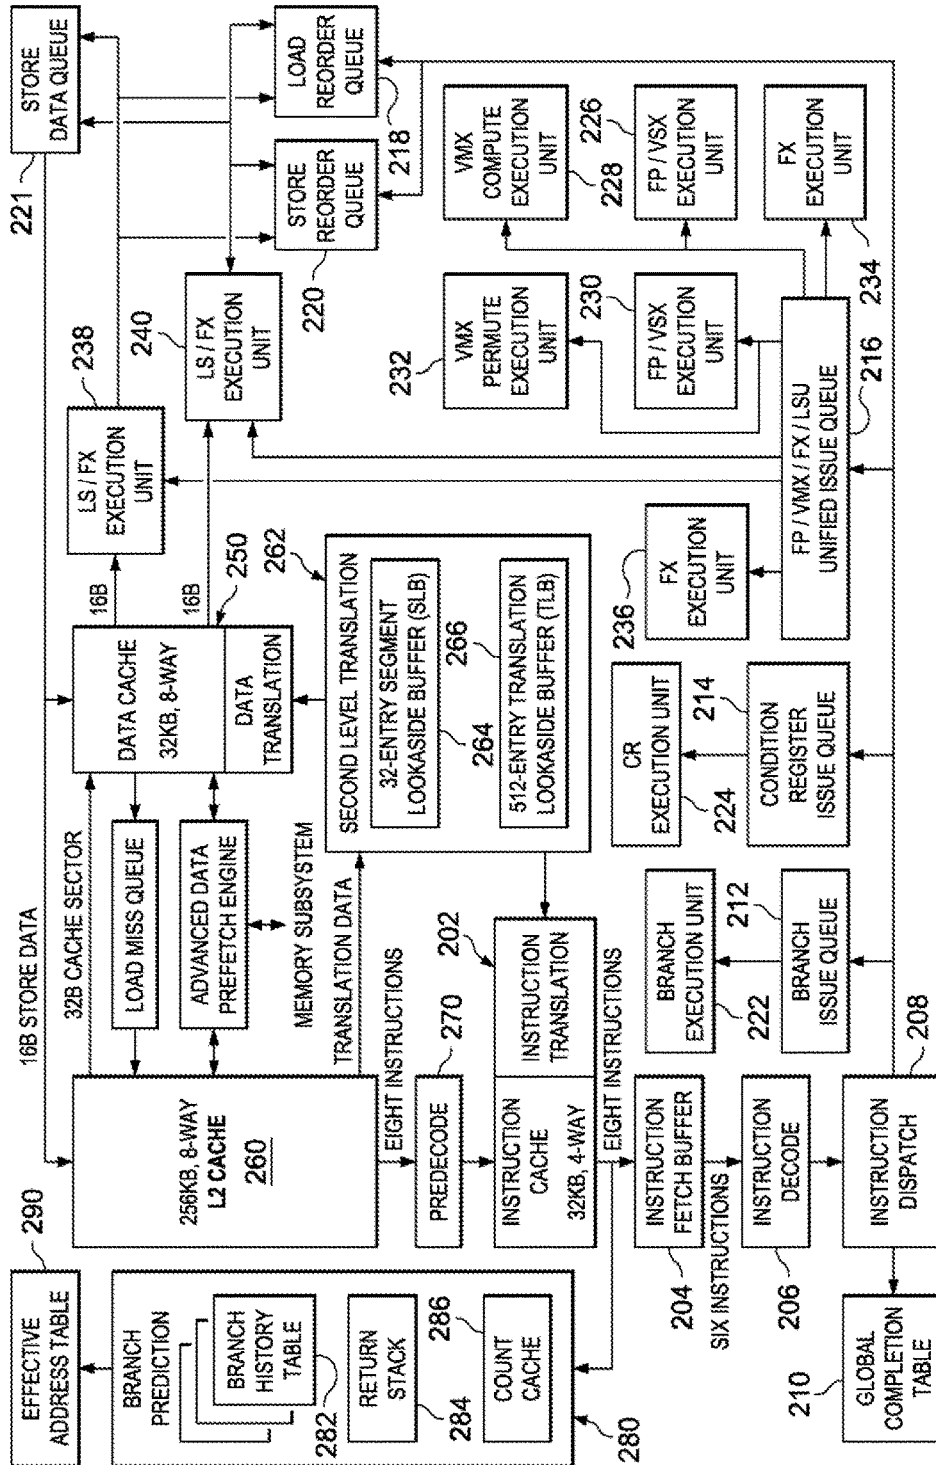 EFFECTIVE
ADDRESS TABLE
290
BRANCH
PREDICTION
BRANCH
HISTORY
TABLE
282
RETURN
STACK
284
COUNT
CACHE
286
280
16B STORE DATA
32B CACHE SECTOR
256KB, 8-WAY
L2 CACHE
260
LOAD MISS QUEUE
ADVANCED DATA
PREFETCH ENGINE
MEMORY SUBSYSTEM
TRANSLATION DATA
EIGHT INSTRUCTIONS
PREDECODE
270
INSTRUCTION
CACHE
32KB, 4-WAY
INSTRUCTION
TRANSLATION
202
EIGHT INSTRUCTIONS
INSTRUCTION
FETCH BUFFER
204
SIX INSTRUCTIONS
INSTRUCTION
DECODE
206
INSTRUCTION
DISPATCH
208
GLOBAL
COMPLETION
TABLE
210
DATA CACHE
32KB, 8-WAY
DATA
TRANSLATION
250
16B
16B
SECOND LEVEL TRANSLATION
262
32-ENTRY SEGMENT
LOOKASIDE BUFFER (SLB)
264
512-ENTRY TRANSLATION
LOOKASIDE BUFFER (TLB)
266
BRANCH
EXECUTION UNIT
222
BRANCH
ISSUE QUEUE
212
CR
EXECUTION UNIT
224
CONDITION
REGISTER
ISSUE QUEUE
214
FX
EXECUTION
UNIT
236
FP / VMX / FX / LSU
UNIFIED ISSUE QUEUE
216
STORE
DATA QUEUE
221
LS / FX
EXECUTION
UNIT
238
LS / FX
EXECUTION
UNIT
240
STORE
REORDER
QUEUE
220
LOAD
REORDER
QUEUE
218
VMX
PERMUTE
EXECUTION
UNIT
232
FP / VSX
EXECUTION
UNIT
230
VMX
COMPUTE
EXECUTION
UNIT
228
FP / VSX
EXECUTION
UNIT
226
FX
EXECUTION
UNIT
234